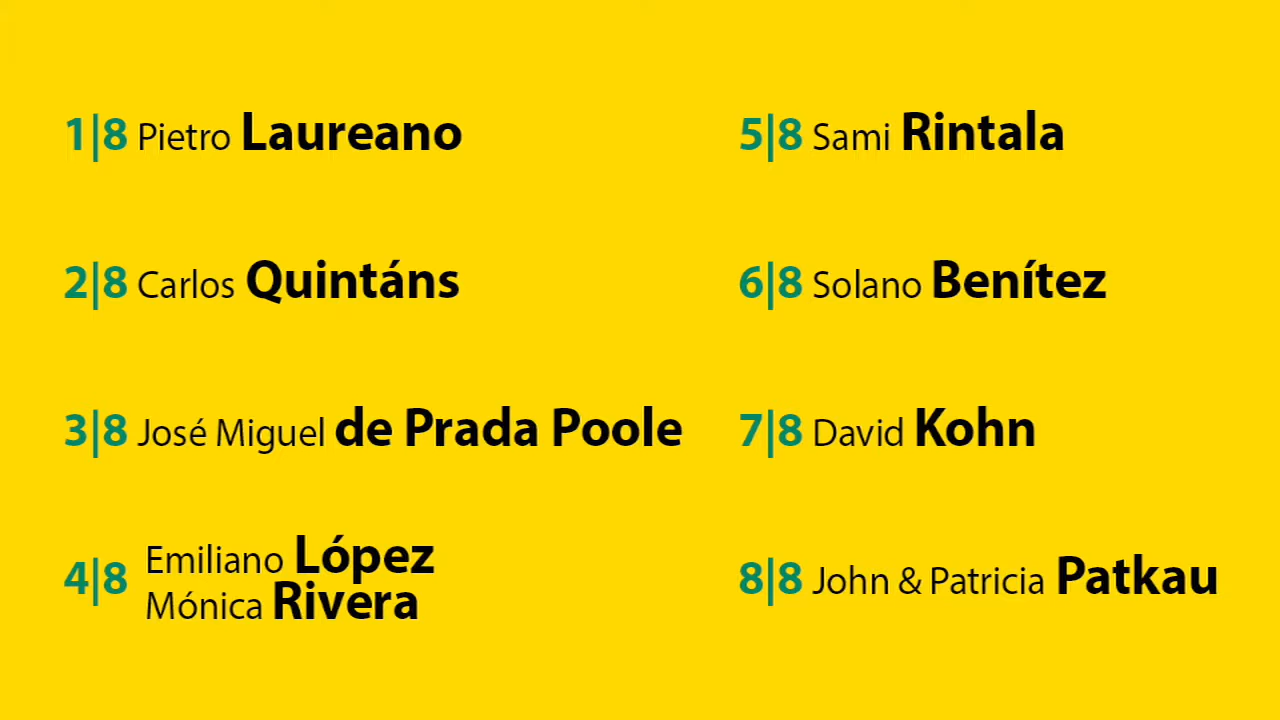 1|8 Pietro Laureano
2|8 Carlos Quintáns
3|8 José Miguel de Prada Poole
4|8 Emiliano López
Mónica Rivera
5|8 Sami Rintala
6|8 Solano Benítez
7|8 David Kohn
8|8 John & Patricia Patkau